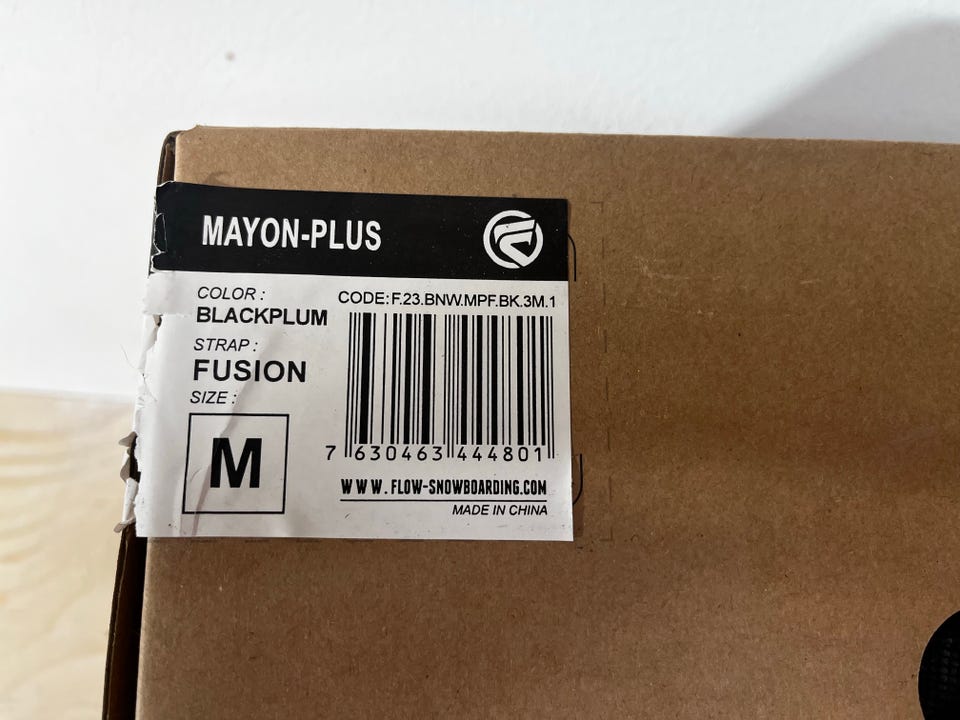 MAYON-PLUS
COLOR :
BLACKPLUM
STRAP :
FUSION
SIZE :
M
CODE:F.23.BNW.MPF.BK.3M.1
7 630463 444801
WWW.FLOW-SNOWBOARDING.COM
MADE IN CHINA